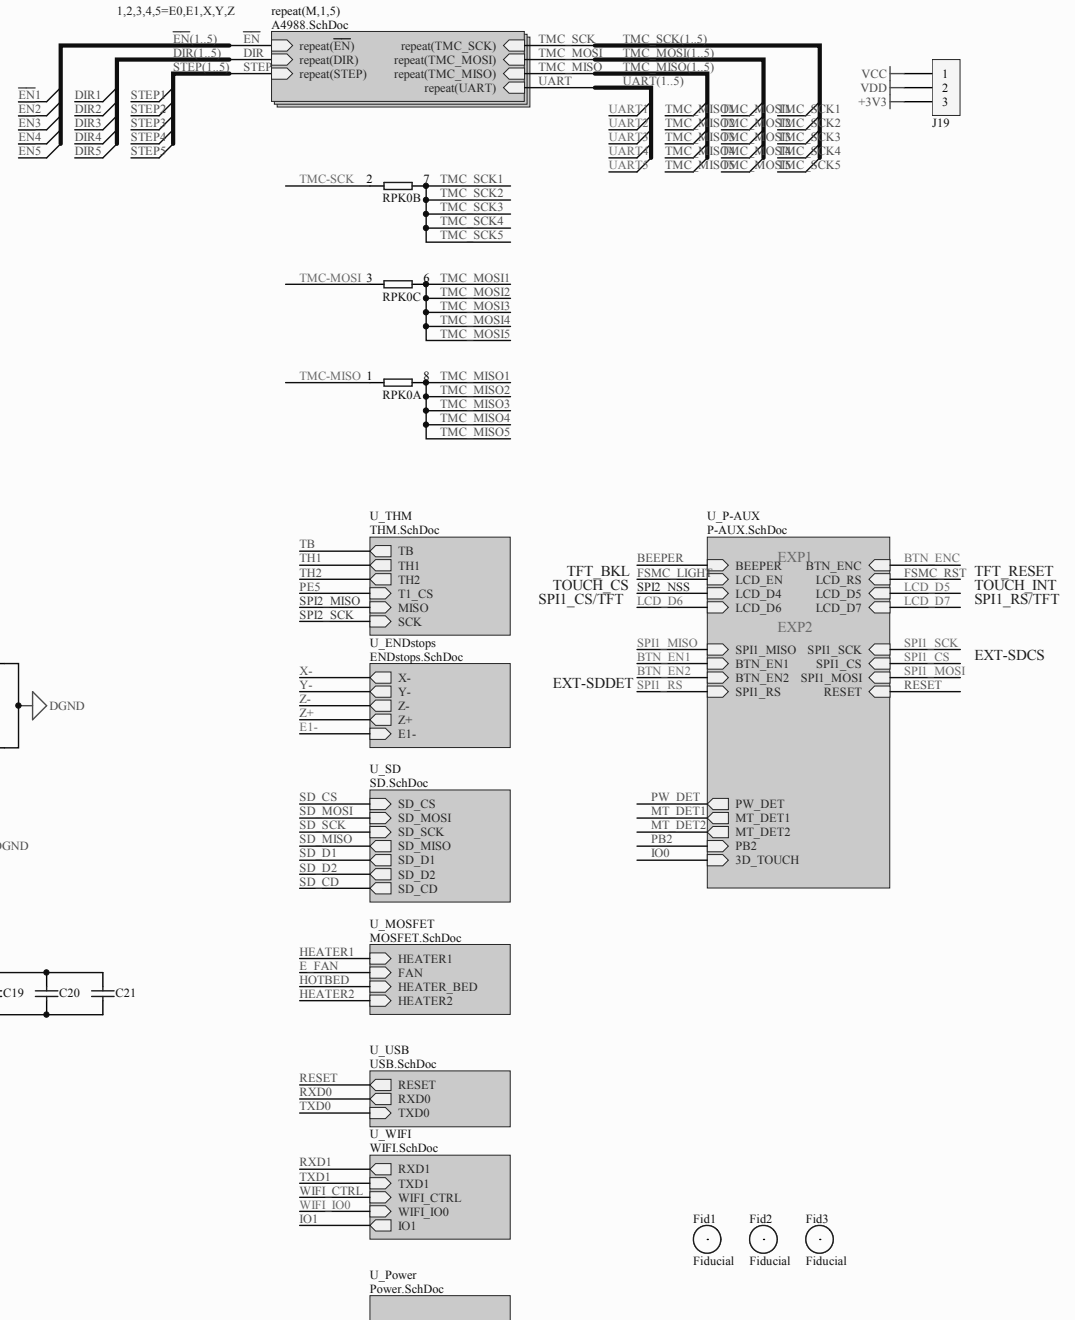 1,2,3,4,5=E0,E1,X,Y,Z
repeat(M,1,5)
A4988.SchDoc
EN(1..5) EN repeat(EN) repeat(TMC_SCK) TMC_SCK TMC_SCK(1..5)
DIR(1..5) DIR repeat(DIR) repeat(TMC_MOSI) TMC_MOSI TMC_MOSI(1..5)
STEP(1..5) STEP repeat(STEP) repeat(TMC_MISO) TMC_MISO TMC_MISO(1..5)
repeat(UART) UART UART(1..5)
VCC 1
VDD 2
+3V3 3
J19
EN1 DIR1 STEP1
EN2 DIR2 STEP2
EN3 DIR3 STEP3
EN4 DIR4 STEP4
EN5 DIR5 STEP5
UART1 TMC_MISO1 TMC_MOSI1 TMC_SCK1
UART2 TMC_MISO2 TMC_MOSI2 TMC_SCK2
UART3 TMC_MISO3 TMC_MOSI3 TMC_SCK3
UART4 TMC_MISO4 TMC_MOSI4 TMC_SCK4
UART5 TMC_MISO5 TMC_MOSI5 TMC_SCK5
TMC-SCK 2 RPK0B 7 TMC_SCK1
TMC_SCK2
TMC_SCK3
TMC_SCK4
TMC_SCK5
TMC-MOSI 3 RPK0C 6 TMC_MOSI1
TMC_MOSI2
TMC_MOSI3
TMC_MOSI4
TMC_MOSI5
TMC-MISO 1 RPK0A 8 TMC_MISO1
TMC_MISO2
TMC_MISO3
TMC_MISO4
TMC_MISO5
U_THM
THM.SchDoc
TB TB
TH1 TH1
TH2 TH2
PE5 T1_CS
SPI2_MISO MISO
SPI2_SCK SCK
U_ENDstops
ENDstops.SchDoc
X- X-
Y- Y-
Z- Z-
Z+ Z+
E1- E1-
U_SD
SD.SchDoc
SD_CS SD_CS
SD_MOSI SD_MOSI
SD_SCK SD_SCK
SD_MISO SD_MISO
SD_D1 SD_D1
SD_D2 SD_D2
SD_CD SD_CD
U_MOSFET
MOSFET.SchDoc
HEATER1 HEATER1
E_FAN FAN
HOTBED HEATER_BED
HEATER2 HEATER2
U_USB
USB.SchDoc
RESET RESET
RXD0 RXD0
TXD0 TXD0
U_WIFI
WIFI.SchDoc
RXD1 RXD1
TXD1 TXD1
WIFI_CTRL WIFI_CTRL
WIFI_IO0 WIFI_IO0
IO1 IO1
U_Power
Power.SchDoc
U_P-AUX
P-AUX.SchDoc
EXP1
BEEPER BEEPER BTN_ENC BTN_ENC
TFT_BKL FSMC_LIGHT LCD_EN LCD_RS FSMC_RST TFT_RESET
TOUCH_CS SPI2_NSS LCD_D4 LCD_D5 LCD_D5 TOUCH_INT
SPI1_CS/TFT LCD_D6 LCD_D6 LCD_D7 LCD_D7 SPI1_RS/TFT
EXP2
SPI1_MISO SPI1_MISO SPI1_SCK SPI1_SCK
BTN_EN1 BTN_EN1 SPI1_CS SPI1_CS EXT-SDCS
BTN_EN2 BTN_EN2 SPI1_MOSI SPI1_MOSI
EXT-SDDET SPI1_RS SPI1_RS RESET RESET
PW_DET PW_DET
MT_DET1 MT_DET1
MT_DET2 MT_DET2
PB2 PB2
IO0 3D_TOUCH
DGND
GND
C19 C20 C21
Fid1 Fid2 Fid3
Fiducial Fiducial Fiducial